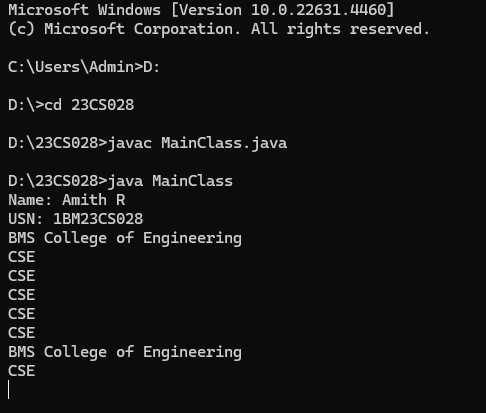 Microsoft Windows [Version 10.0.22631.4460]
(c) Microsoft Corporation. All rights reserved.
C:\Users\Admin>D:
D:\>cd 23CS028
D:\23CS028>javac MainClass.java
D:\23CS028>java MainClass
Name: Amith R
USN: 1BM23CS028
BMS College of Engineering
CSE
CSE
CSE
CSE
CSE
BMS College of Engineering
CSE